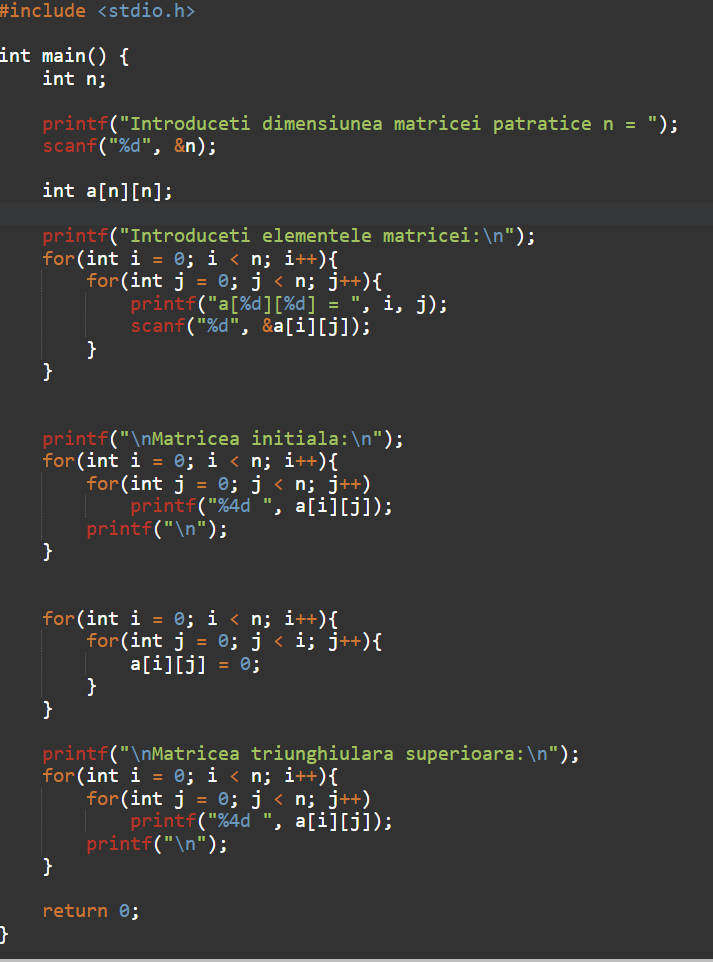 #include <stdio.h>
int main() {
    int n;
    printf("Introduceti dimensiunea matricei patratice n = ");
    scanf("%d", &n);
    int a[n][n];
    printf("Introduceti elementele matricei:\n");
    for(int i = 0; i < n; i++){
        for(int j = 0; j < n; j++){
            printf("a[%d][%d] = ", i, j);
            scanf("%d", &a[i][j]);
        }
    }
    printf("\nMatricea initiala:\n");
    for(int i = 0; i < n; i++){
        for(int j = 0; j < n; j++)
            printf("%4d ", a[i][j]);
        printf("\n");
    }
    for(int i = 0; i < n; i++){
        for(int j = 0; j < i; j++){
            a[i][j] = 0;
        }
    }
    printf("\nMatricea triunghiulara superioara:\n");
    for(int i = 0; i < n; i++){
        for(int j = 0; j < n; j++)
            printf("%4d ", a[i][j]);
        printf("\n");
    }
    return 0;
}